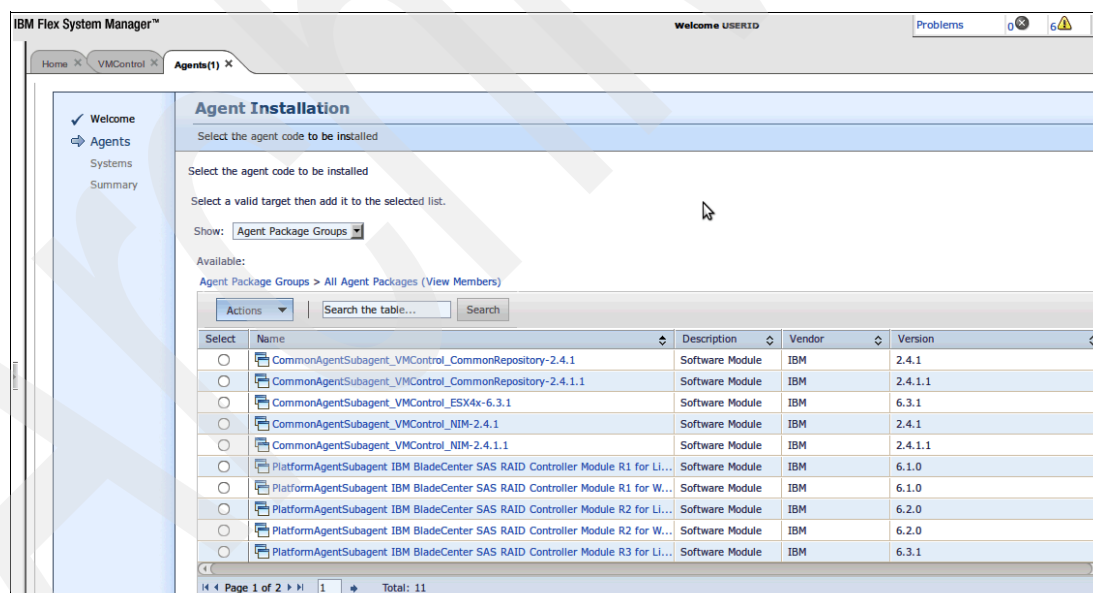 IBM Flex System Manager™ Welcome USERID Problems 0 6
Home VMControl Agents(1)
Agent Installation
Welcome
Select the agent code to be installed
Agents
Systems
Select the agent code to be installed
Summary
Select a valid target then add it to the selected list.
Show: Agent Package Groups
Available:
Agent Package Groups > All Agent Packages (View Members)
Actions Search the table... Search
Select Name Description Vendor Version
CommonAgentSubagent_VMControl_CommonRepository-2.4.1 Software Module IBM 2.4.1
CommonAgentSubagent_VMControl_CommonRepository-2.4.1.1 Software Module IBM 2.4.1.1
CommonAgentSubagent_VMControl_ESX4x-6.3.1 Software Module IBM 6.3.1
CommonAgentSubagent_VMControl_NIM-2.4.1 Software Module IBM 2.4.1
CommonAgentSubagent_VMControl_NIM-2.4.1.1 Software Module IBM 2.4.1.1
PlatformAgentSubagent IBM BladeCenter SAS RAID Controller Module R1 for Li... Software Module IBM 6.1.0
PlatformAgentSubagent IBM BladeCenter SAS RAID Controller Module R1 for W... Software Module IBM 6.1.0
PlatformAgentSubagent IBM BladeCenter SAS RAID Controller Module R2 for Li... Software Module IBM 6.2.0
PlatformAgentSubagent IBM BladeCenter SAS RAID Controller Module R2 for W... Software Module IBM 6.2.0
PlatformAgentSubagent IBM BladeCenter SAS RAID Controller Module R3 for Li... Software Module IBM 6.3.1
Page 1 of 2 1 Total: 11